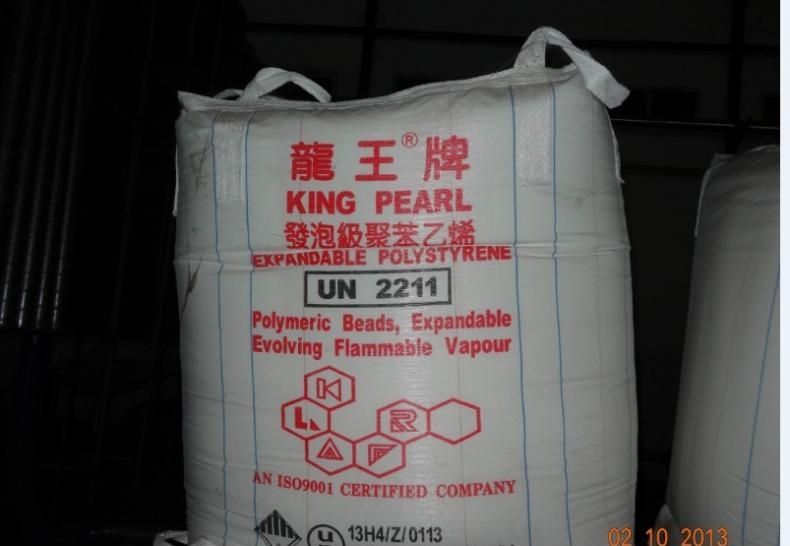 龍王®牌
KING PEARL
發泡級聚苯乙烯
EXPANDABLE POLYSTYRENE
UN 2211
Polymeric Beads, Expandable
Evolving Flammable Vapour
K
L R
A F
AN ISO9001 CERTIFIED COMPANY
un 13H4/Z/0113
02 10 2013